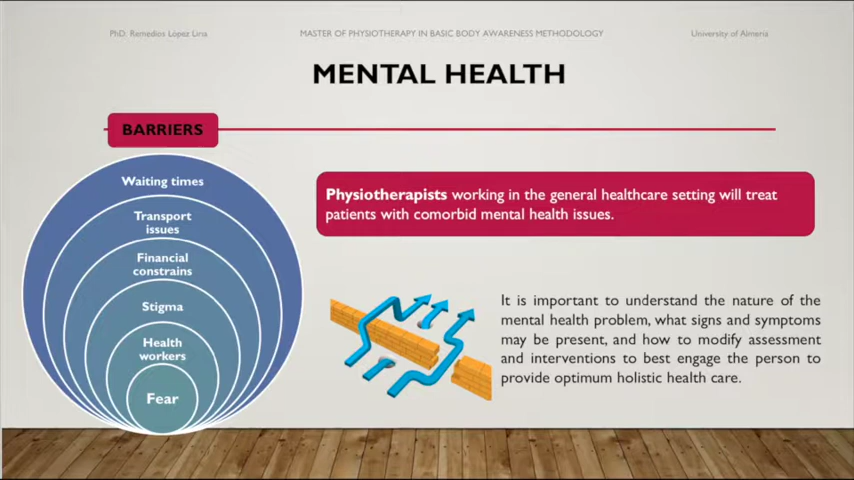 PhD. Remedios López Liria
MASTER OF PHYSIOTHERAPY IN BASIC BODY AWARENESS METHODOLOGY
University of Almeria
MENTAL HEALTH
BARRIERS
Waiting times
Transport
issues
Financial
constrains
Stigma
Health
workers
Fear
Physiotherapists working in the general healthcare setting will treat
patients with comorbid mental health issues.
It is important to understand the nature of the
mental health problem, what signs and symptoms
may be present, and how to modify assessment
and interventions to best engage the person to
provide optimum holistic health care.